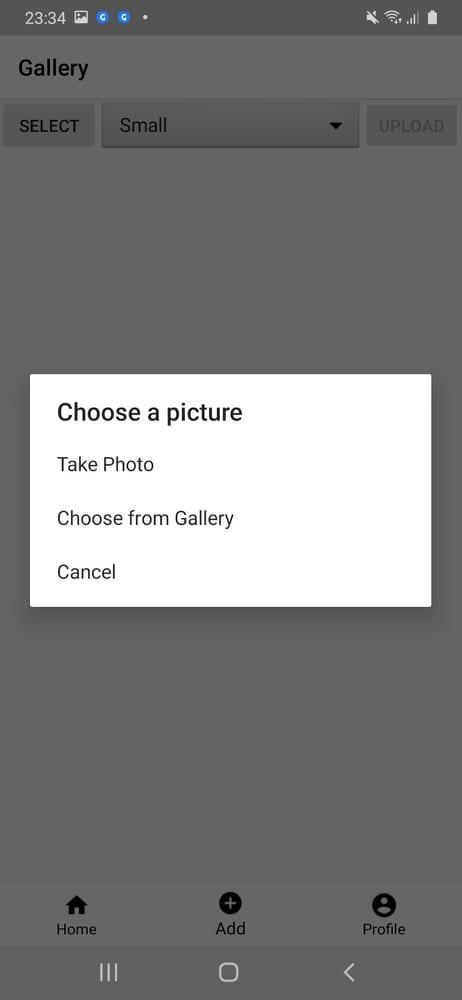 23:34
Gallery
SELECT
Small
UPLOAD
Choose a picture
Take Photo
Choose from Gallery
Cancel
Home
Add
Profile